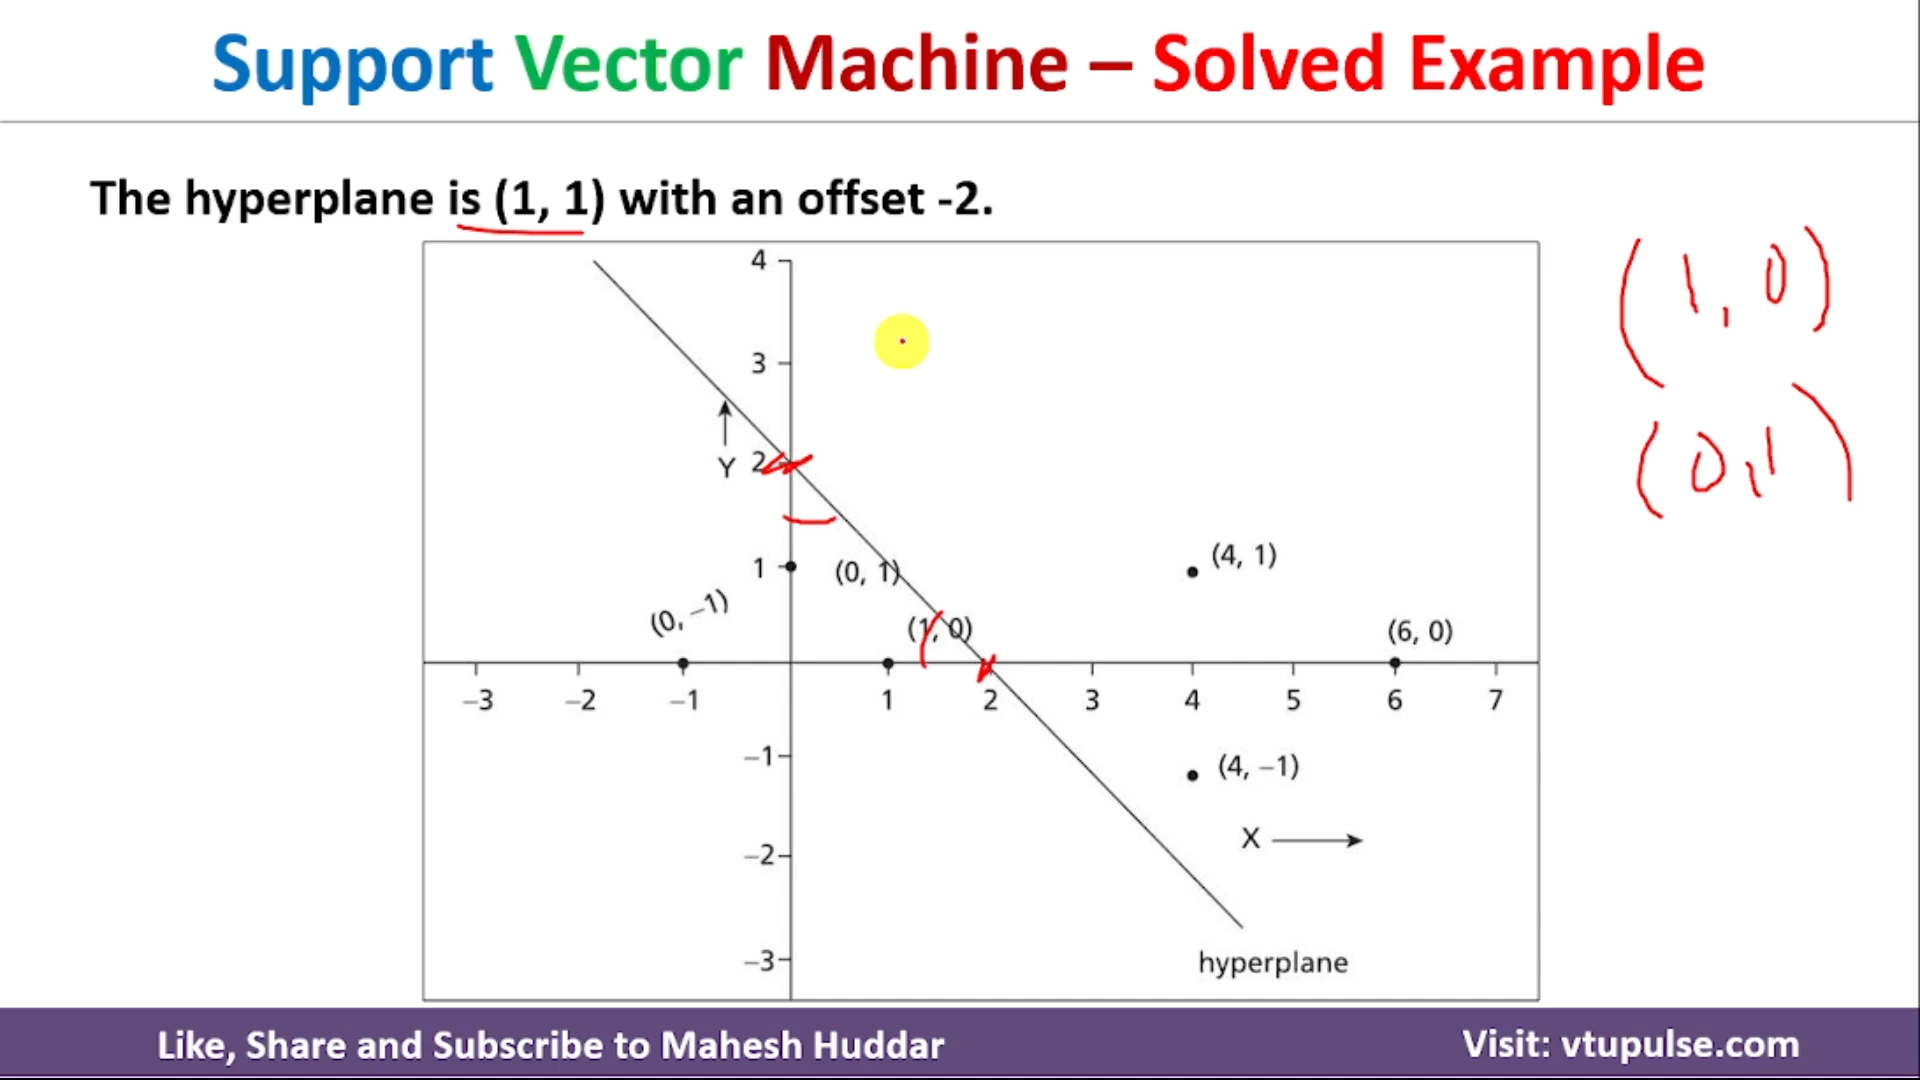 Support Vector Machine – Solved Example
The hyperplane is (1, 1) with an offset -2.
(1, 0)
(0, 1)
4
3
Y
2
1
(0, 1)
(4, 1)
(0, −1)
(1, 0)
(6, 0)
−3 −2 −1 1 2 3 4 5 6 7
−1
(4, −1)
X
−2
−3
hyperplane
Like, Share and Subscribe to Mahesh Huddar
Visit: vtupulse.com